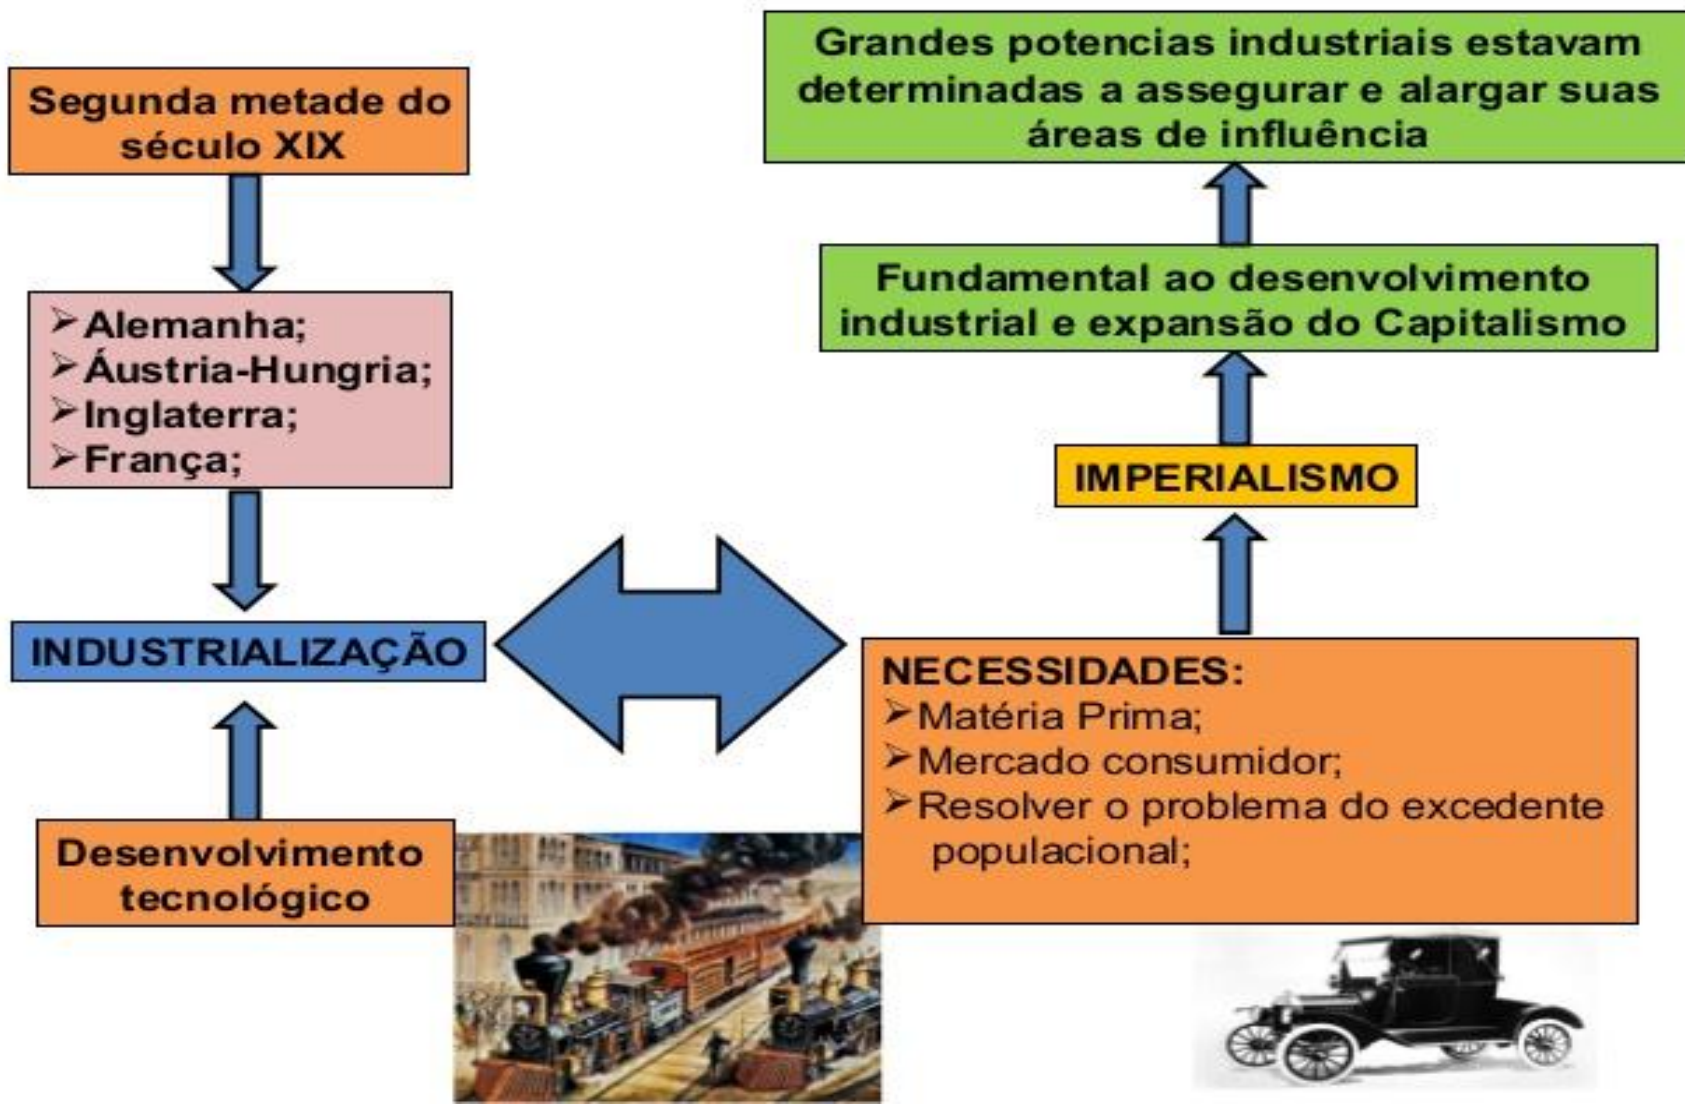 Segunda metade do
século XIX
➢Alemanha;
➢Áustria-Hungria;
➢Inglaterra;
➢França;
INDUSTRIALIZAÇÃO
Desenvolvimento
tecnológico
NECESSIDADES:
➢Matéria Prima;
➢Mercado consumidor;
➢Resolver o problema do excedente
populacional;
IMPERIALISMO
Fundamental ao desenvolvimento
industrial e expansão do Capitalismo
Grandes potencias industriais estavam
determinadas a assegurar e alargar suas
áreas de influência